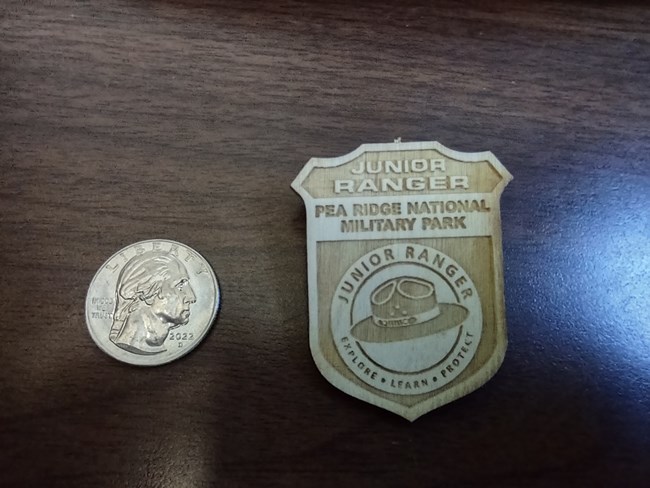 LIBERTY
IN GOD
WE
TRUST
2022
D
JUNIOR
RANGER
PEA RIDGE NATIONAL
MILITARY PARK
JUNIOR RANGER
EXPLORE • LEARN • PROTECT